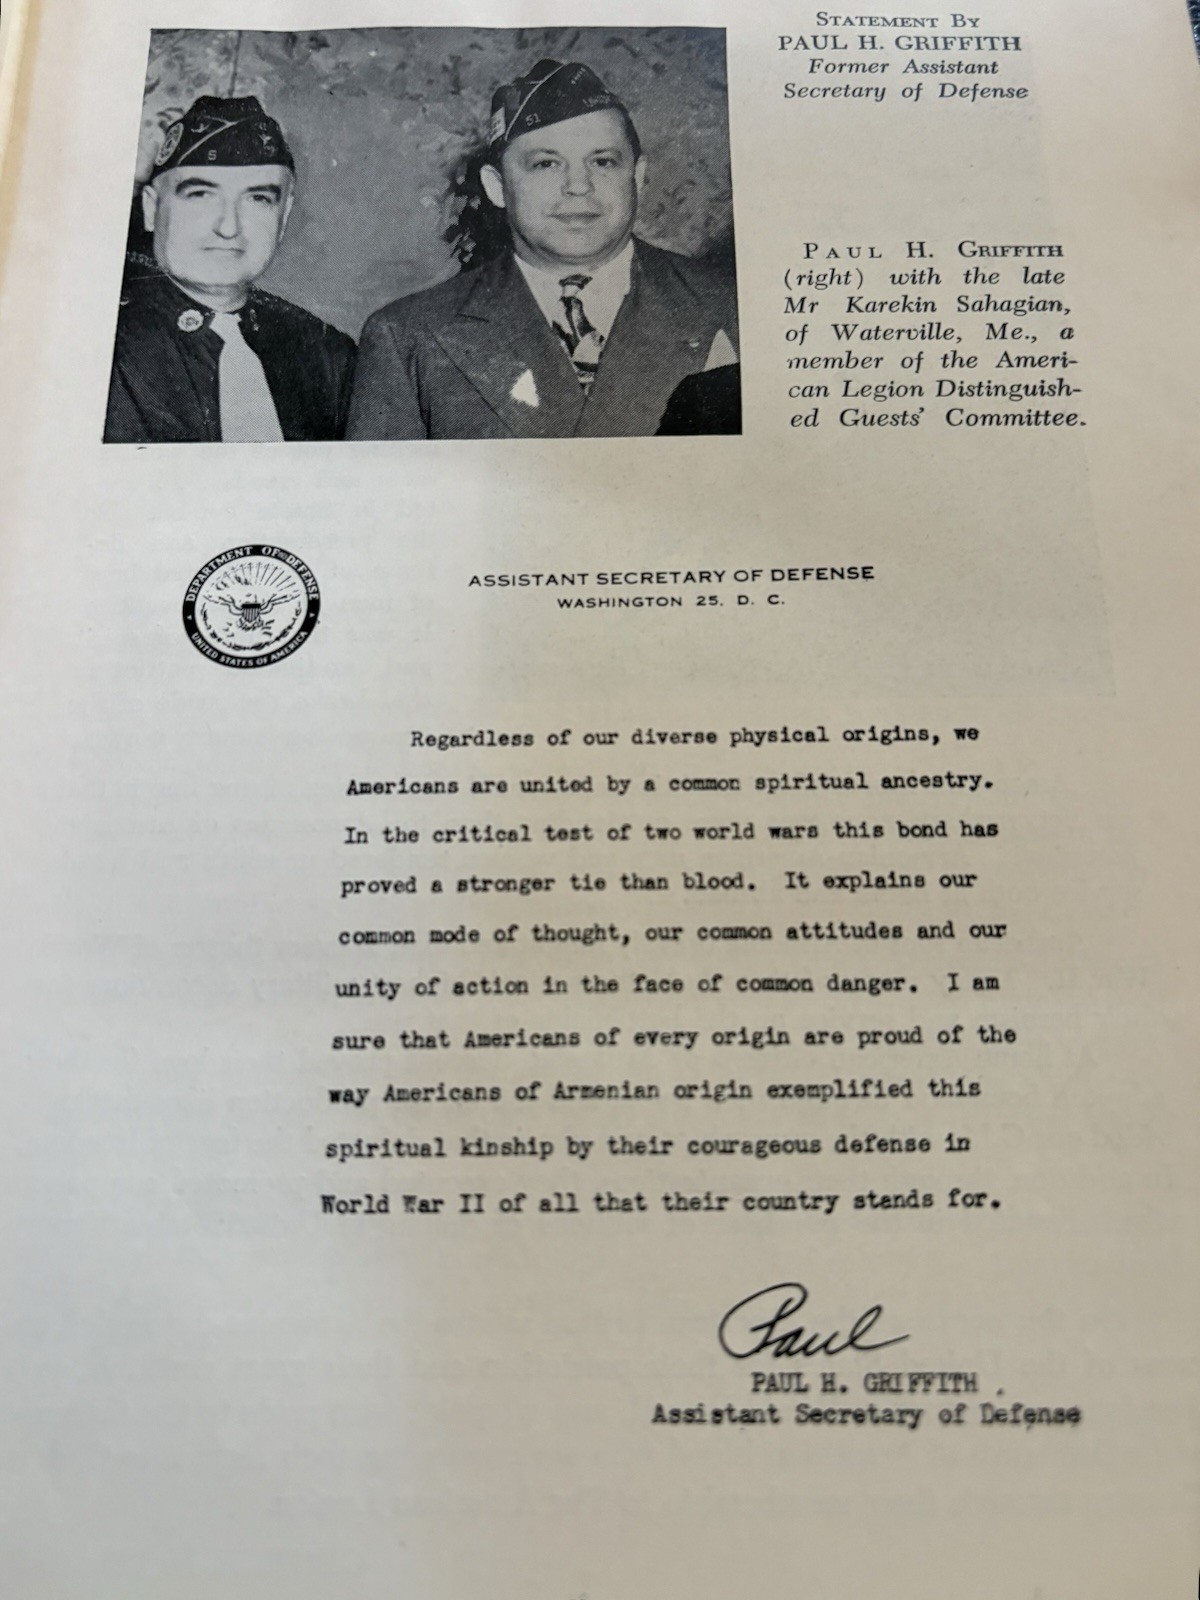 STATEMENT BY
PAUL H. GRIFFITH
Former Assistant
Secretary of Defense
PAUL H. GRIFFITH
(right) with the late
Mr Karekin Sahagian,
of Waterville, Me., a
member of the Ameri-
can Legion Distinguish-
ed Guests' Committee.
5
51
DEPARTMENT OF DEFENSE
UNITED STATES OF AMERICA
ASSISTANT SECRETARY OF DEFENSE
WASHINGTON 25, D. C.
Regardless of our diverse physical origins, we
Americans are united by a common spiritual ancestry.
In the critical test of two world wars this bond has
proved a stronger tie than blood. It explains our
common mode of thought, our common attitudes and our
unity of action in the face of common danger. I am
sure that Americans of every origin are proud of the
way Americans of Armenian origin exemplified this
spiritual kinship by their courageous defense in
World War II of all that their country stands for.
Paul
PAUL H. GRIFFITH .
Assistant Secretary of Defense